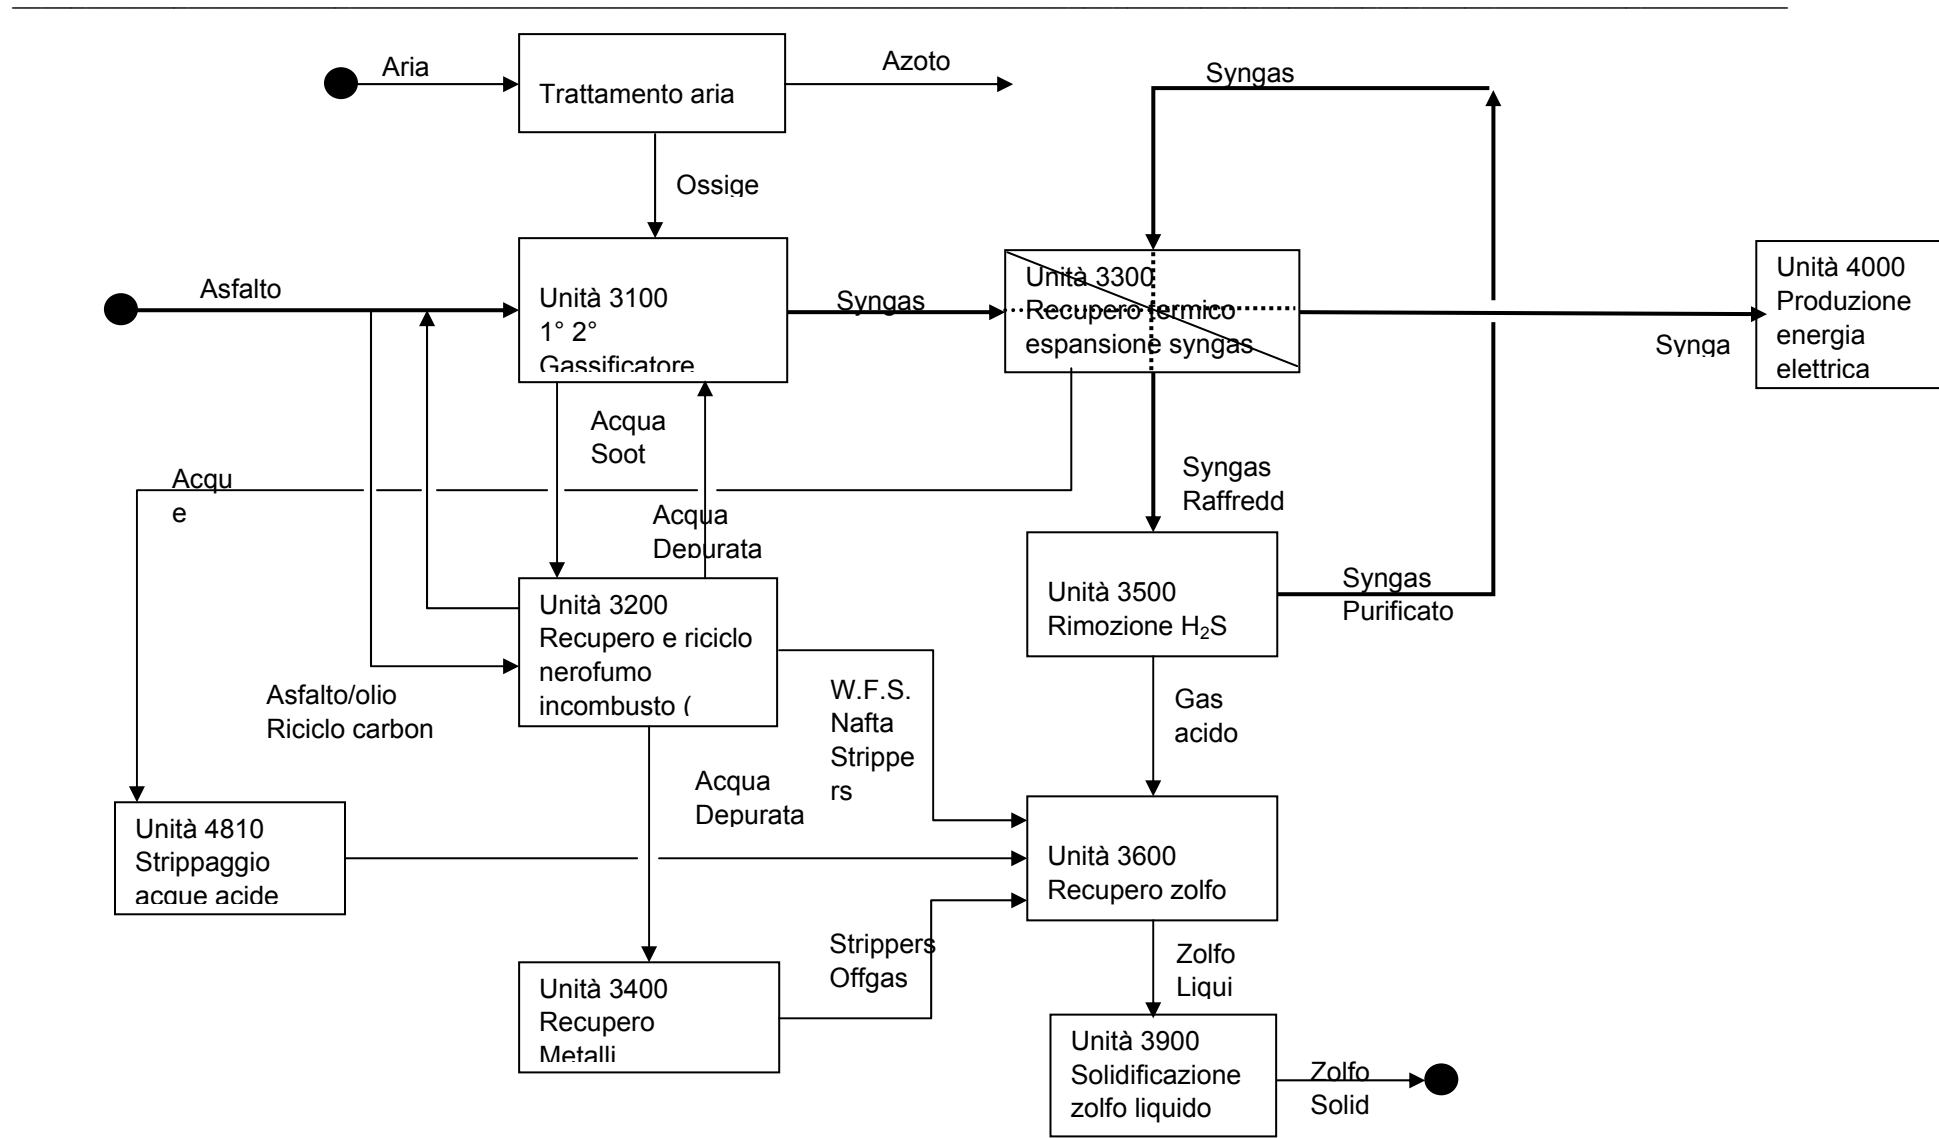 Aria
Azoto
Syngas
Trattamento aria
Ossige
Asfalto
Unità 3100
1° 2°
Gassificatore
Syngas
Unità 3300
Recupero termico
espansione syngas
Synga
Unità 4000
Produzione
energia
elettrica
Acqua
Soot
Acqu
e
Acqua
Depurata
Syngas
Raffredd
Unità 3200
Recupero e riciclo
nerofumo
incombusto (
Unità 3500
Rimozione H₂S
Syngas
Purificato
Asfalto/olio
Riciclo carbon
W.F.S.
Nafta
Strippe
rs
Gas
acido
Acqua
Depurata
Unità 4810
Strippaggio
acque acide
Unità 3600
Recupero zolfo
Strippers
Offgas
Zolfo
Liqui
Unità 3400
Recupero
Metalli
Unità 3900
Solidificazione
zolfo liquido
Zolfo
Solid